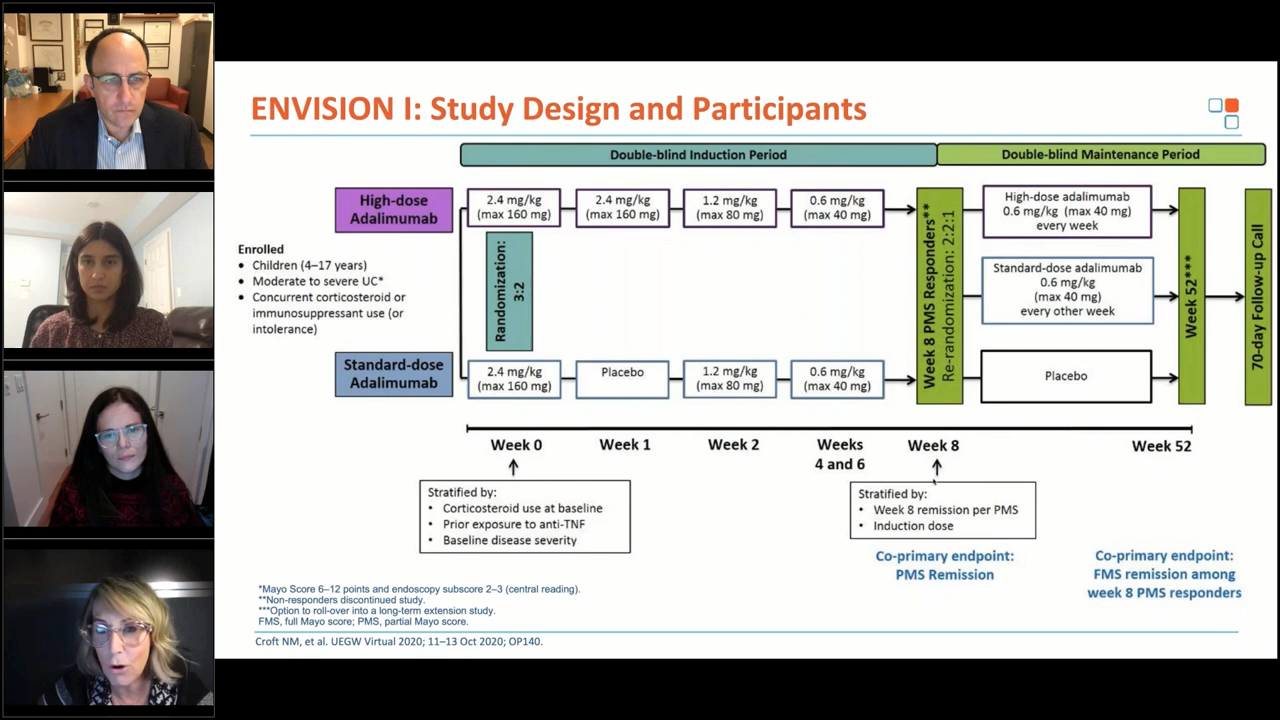 ENVISION I: Study Design and Participants
Double-blind Induction Period
Double-blind Maintenance Period
High-dose
Adalimumab
2.4 mg/kg
(max 160 mg)
2.4 mg/kg
(max 160 mg)
1.2 mg/kg
(max 80 mg)
0.6 mg/kg
(max 40 mg)
Enrolled
• Children (4–17 years)
• Moderate to severe UC*
• Concurrent corticosteroid or
immunosuppressant use (or
intolerance)
Randomization:
3:2
Standard-dose
Adalimumab
2.4 mg/kg
(max 160 mg)
Placebo
1.2 mg/kg
(max 80 mg)
0.6 mg/kg
(max 40 mg)
Week 8 PMS Responders**
Re-randomization: 2:2:1
High-dose adalimumab
0.6 mg/kg (max 40 mg)
every week
Standard-dose adalimumab
0.6 mg/kg
(max 40 mg)
every other week
Placebo
Week 52***
70-day Follow-up Call
Week 0
Week 1
Week 2
Weeks
4 and 6
Week 8
Week 52
Stratified by:
• Corticosteroid use at baseline
• Prior exposure to anti-TNF
• Baseline disease severity
Stratified by:
• Week 8 remission per PMS
• Induction dose
Co-primary endpoint:
PMS Remission
Co-primary endpoint:
FMS remission among
week 8 PMS responders
*Mayo Score 6–12 points and endoscopy subscore 2–3 (central reading).
**Non-responders discontinued study.
***Option to roll-over into a long-term extension study.
FMS, full Mayo score; PMS, partial Mayo score.
Croft NM, et al. UEGW Virtual 2020; 11–13 Oct 2020; OP140.